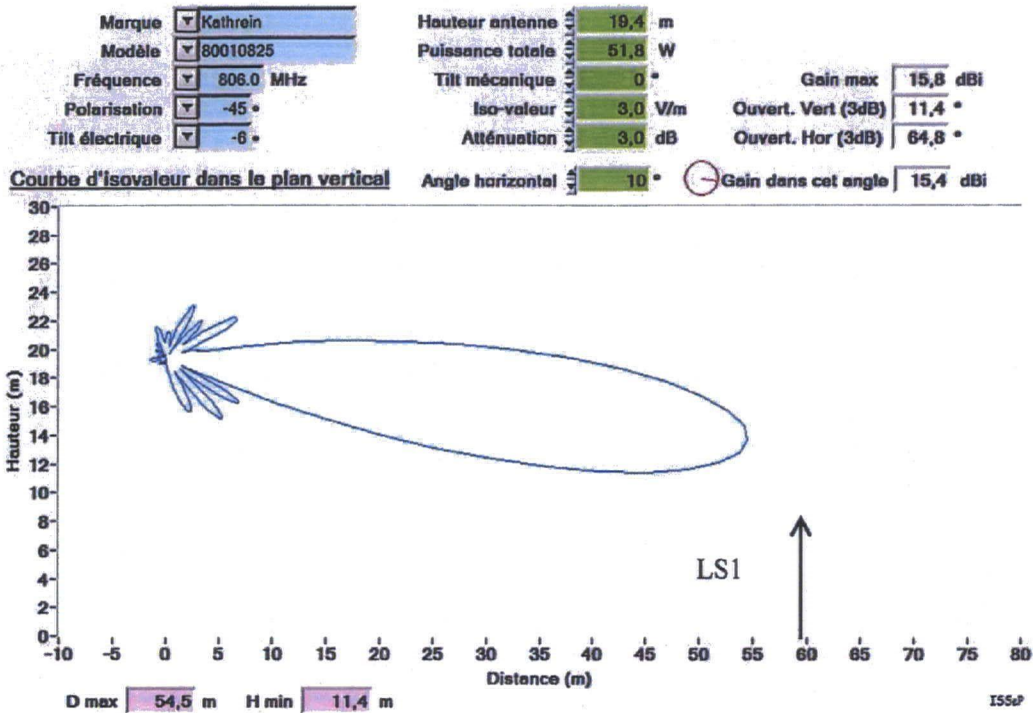 Marque Kathrein Hauteur antenne 19,4 m
Modèle 80010825 Puissance totale 51,8 W
Fréquence 806.0 MHz Tilt mécanique 0 ° Gain max 15,8 dBi
Polarisation -45 ° Iso-valeur 3,0 V/m Ouvert. Vert (3dB) 11,4 °
Tilt électrique -6 ° Atténuation 3,0 dB Ouvert. Hor (3dB) 64,8 °
Courbe d'isovaleur dans le plan vertical Angle horizontal 10 ° Gain dans cet angle 15,4 dBi
30
28
26
24
22
20
18
16
14
12
10
8
6
4
2
0
Hauteur (m)
LS1
-10 -5 0 5 10 15 20 25 30 35 40 45 50 55 60 65 70 75 80
Distance (m)
D max 54,5 m H min 11,4 m